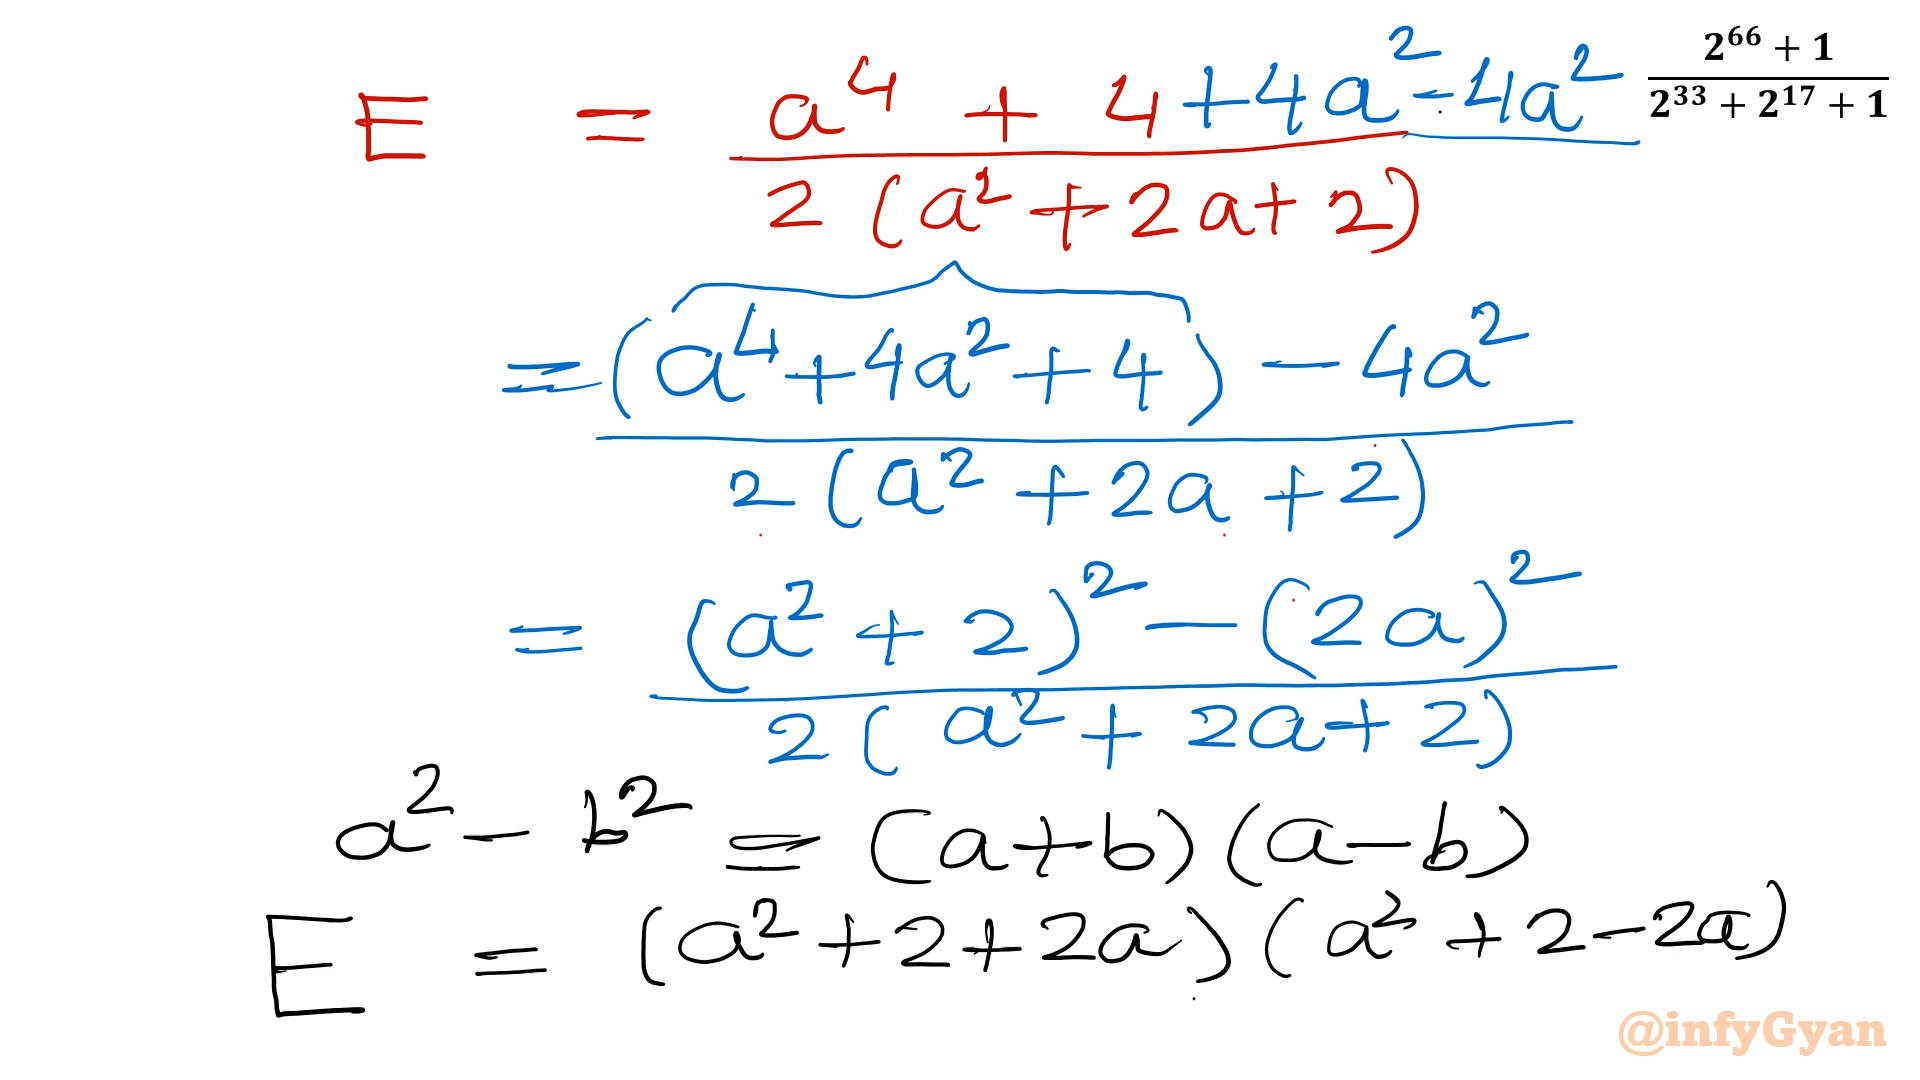 E = a⁴ + 4 + 4a² - 4a²
2 (a² + 2a + 2)
2⁶⁶ + 1
2³³ + 2¹⁷ + 1
= (a⁴ + 4a² + 4) - 4a²
2 (a² + 2a + 2)
= (a² + 2)² - (2a)²
2 (a² + 2a + 2)
a² - b² = (a+b) (a-b)
E = (a² + 2 + 2a) (a² + 2 - 2a)
@infyGyan